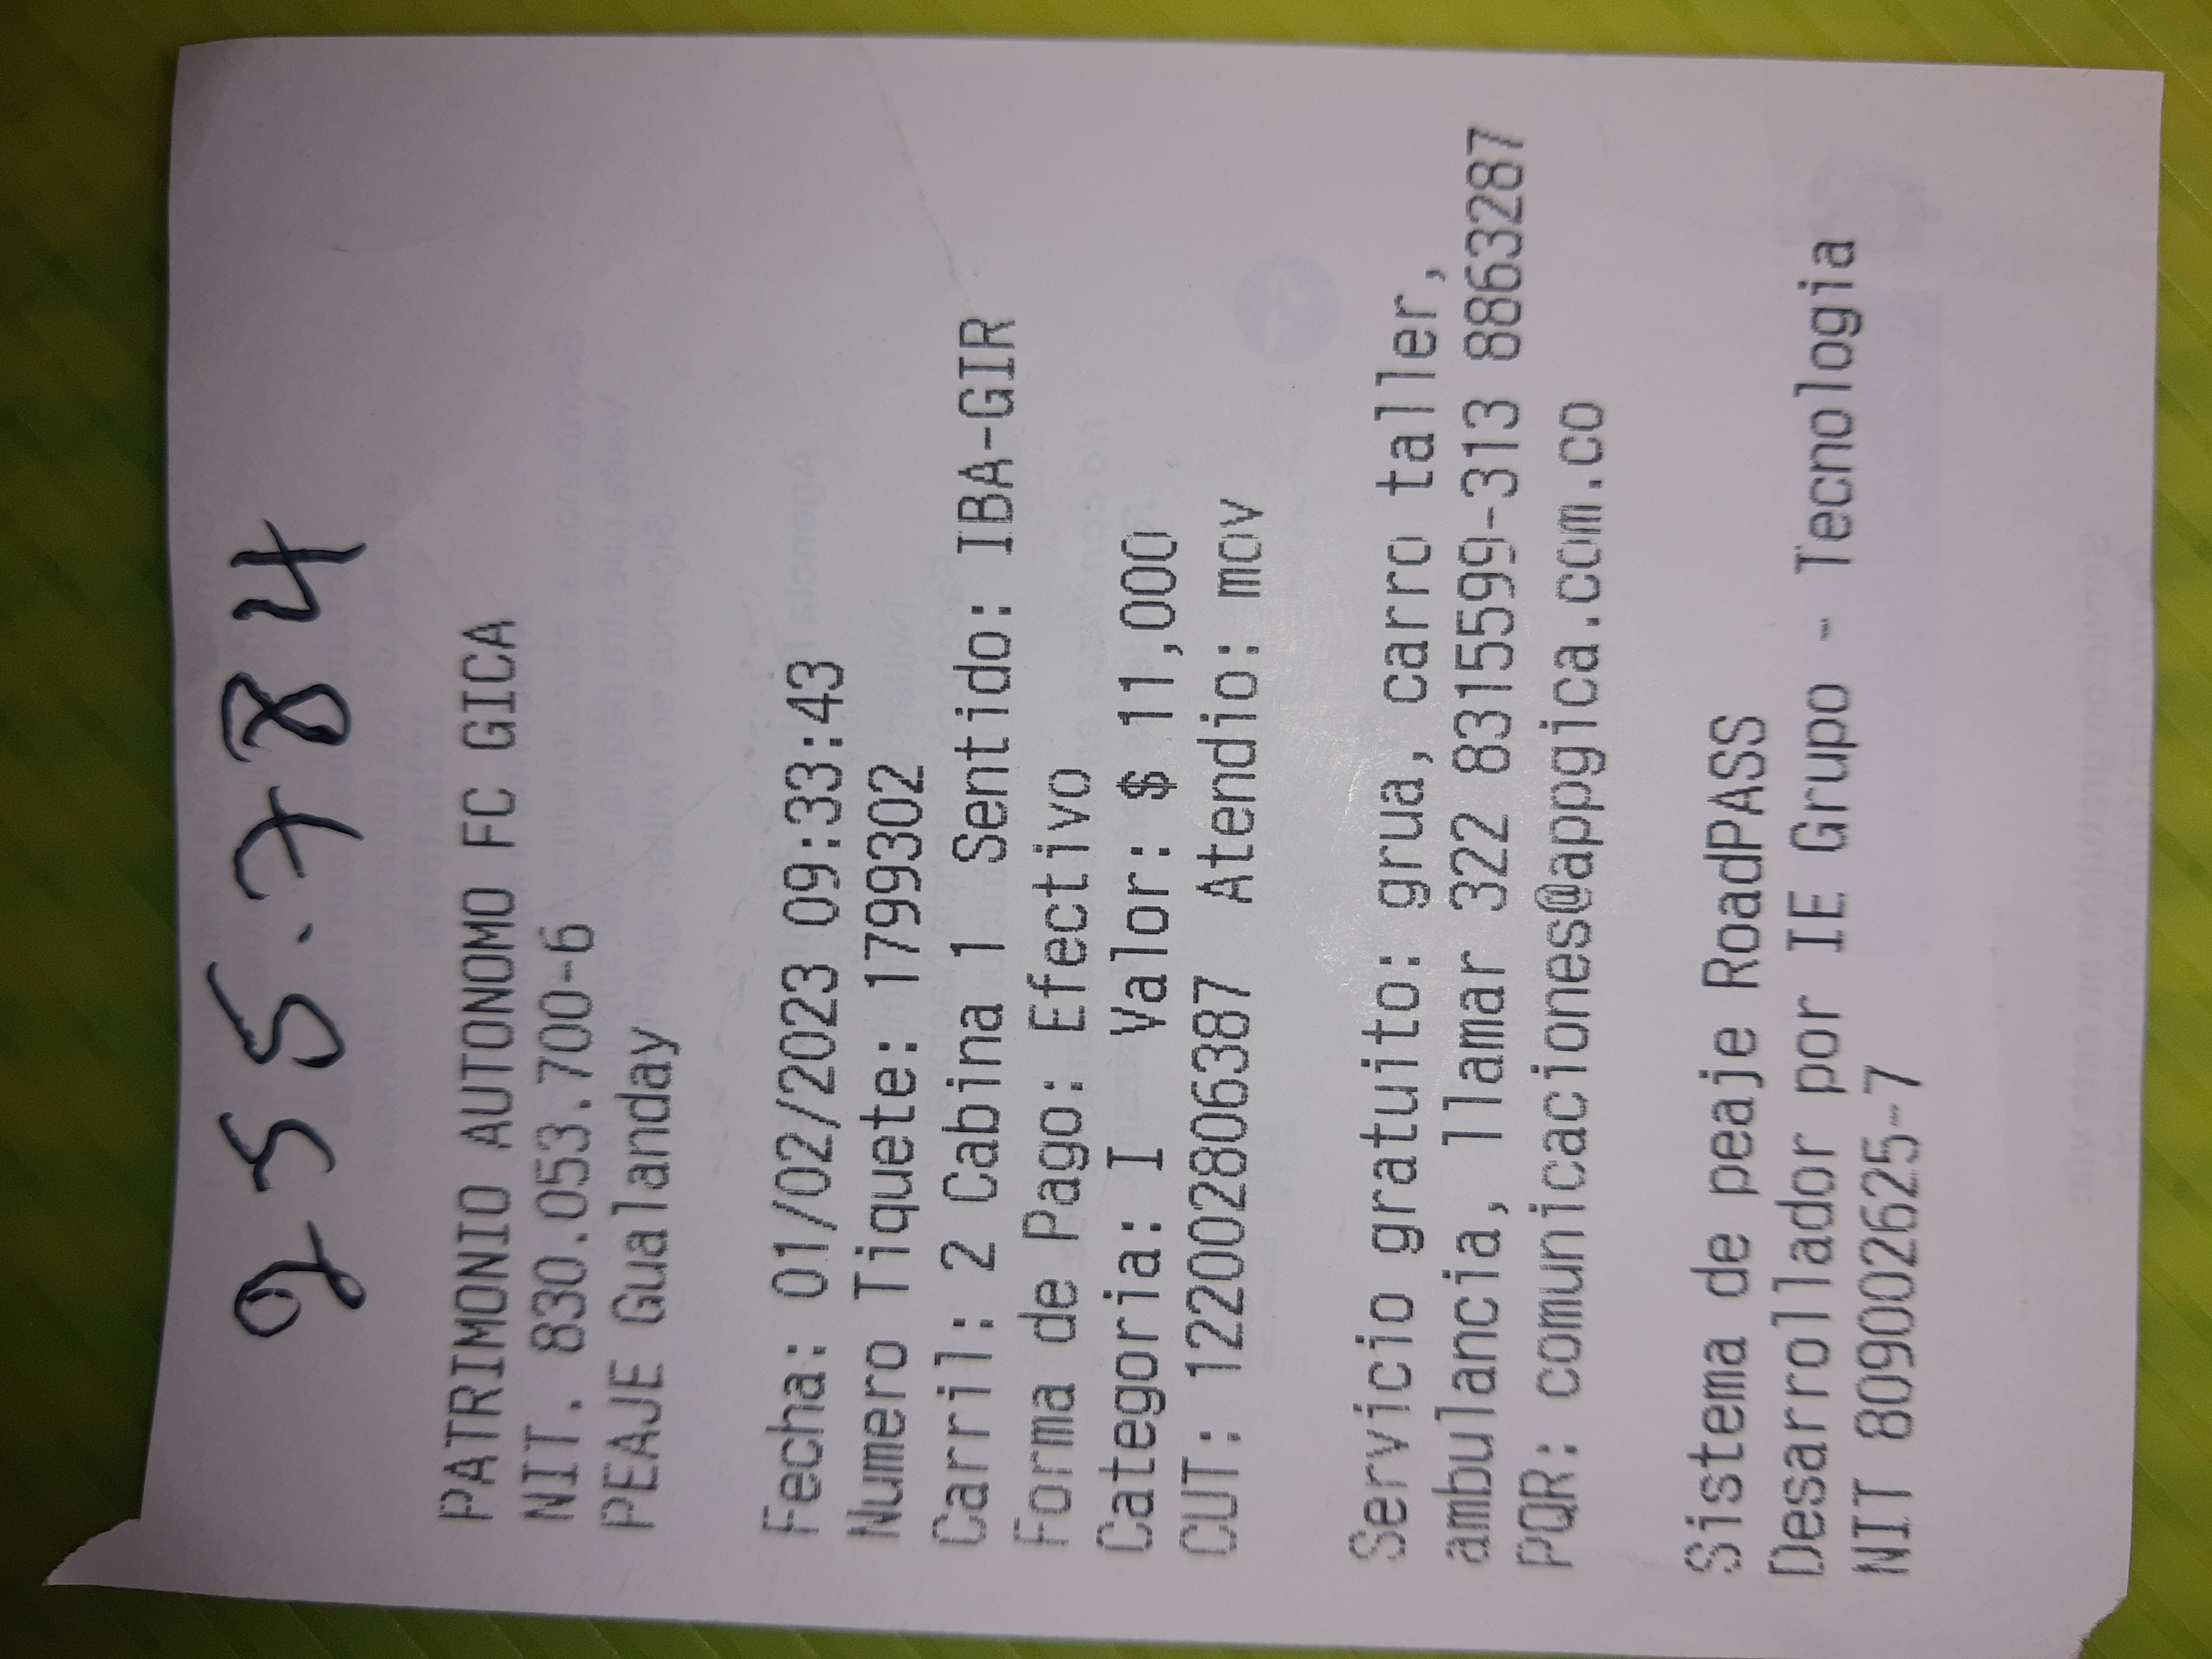 255.784
PATRIMONIO AUTONOMO FC GICA
NIT. 830.053.700-6
PEAJE Gualanday
Fecha: 01/02/2023 09:33:43
Numero Tiquete: 1799302
Carril: 2 Cabina 1 Sentido: IBA-GIR
Forma de Pago: Efectivo
Categoria: I Valor: $ 11,000
CUT: 122002806387 Atendio: mov
Servicio gratuito: grua, carro taller,
ambulancia, llamar 322 8315599-313 8863287
PQR: comunicaciones@appgica.com.co
Sistema de peaje RoadPASS
Desarrollador por IE Grupo - Tecnologia
NIT 809002625-7